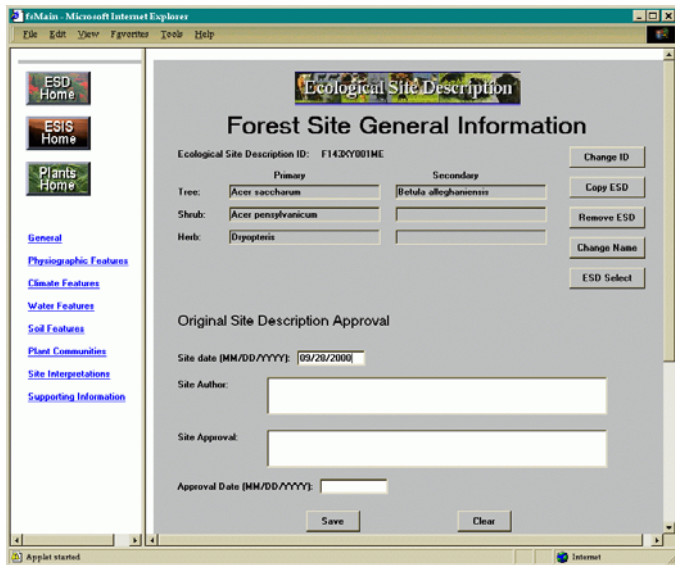 fsMain - Microsoft Internet Explorer
File Edit View Favorites Tools Help
ESD Home
ESIS Home
Plants Home
General
Physiographic Features
Climate Features
Water Features
Soil Features
Plant Communities
Site Interpretations
Supporting Information
Ecological Site Description
Forest Site General Information
Ecological Site Description ID: F143XY001ME
Primary Secondary
Tree: Acer saccharum Betula alleghaniensis
Shrub: Acer pensylvanicum
Herb: Dryopteris
Change ID
Copy ESD
Remove ESD
Change Name
ESD Select
Original Site Description Approval
Site date (MM/DD/YYYY): 09/28/2000
Site Author:
Site Approval:
Approval Date (MM/DD/YYYY):
Save Clear
Applet started Internet